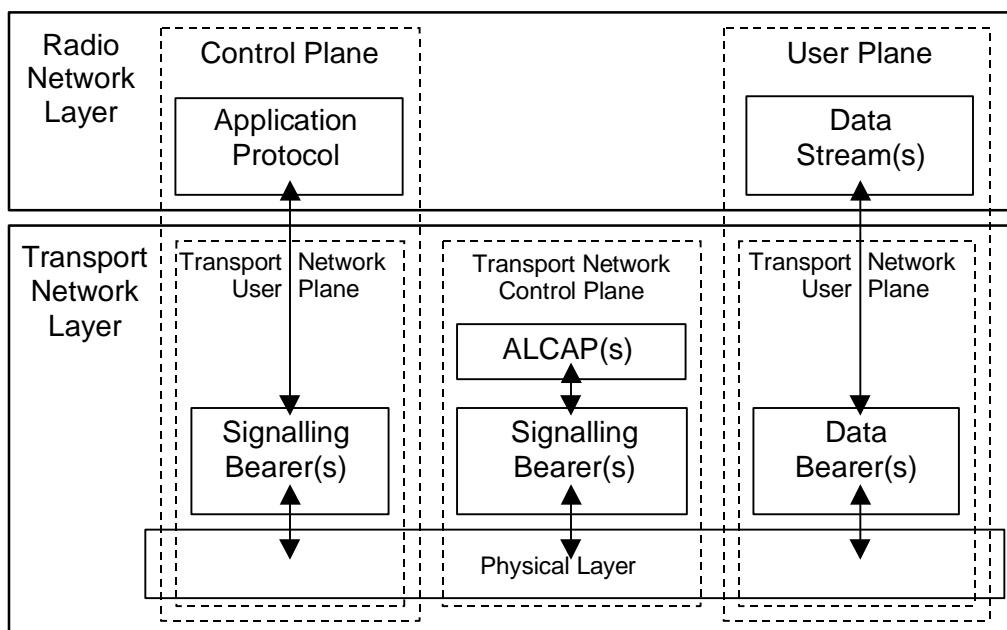 Radio
Network
Layer
Control Plane
User Plane
Application
Protocol
Data
Stream(s)
Transport
Network
Layer
Transport Network
User Plane
Transport Network
Control Plane
Transport Network
User Plane
ALCAP(s)
Signalling
Bearer(s)
Signalling
Bearer(s)
Data
Bearer(s)
Physical Layer